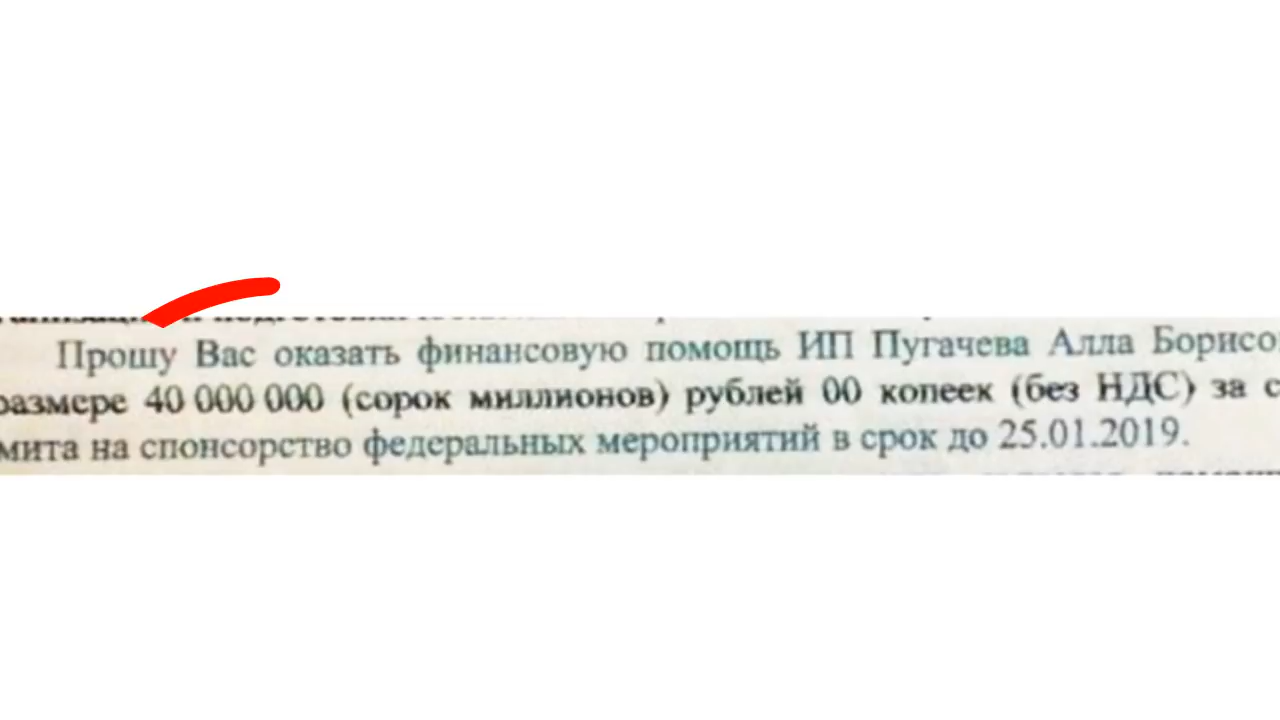 Прошу Вас оказать финансовую помощь ИП Пугачева Алла Борисо
размере 40 000 000 (сорок миллионов) рублей 00 копеек (без НДС) за с
мита на спонсорство федеральных мероприятий в срок до 25.01.2019.